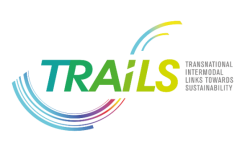 TRAILS
TRANSNATIONAL
INTERMODAL
LINKS TOWARDS
SUSTAINABILITY